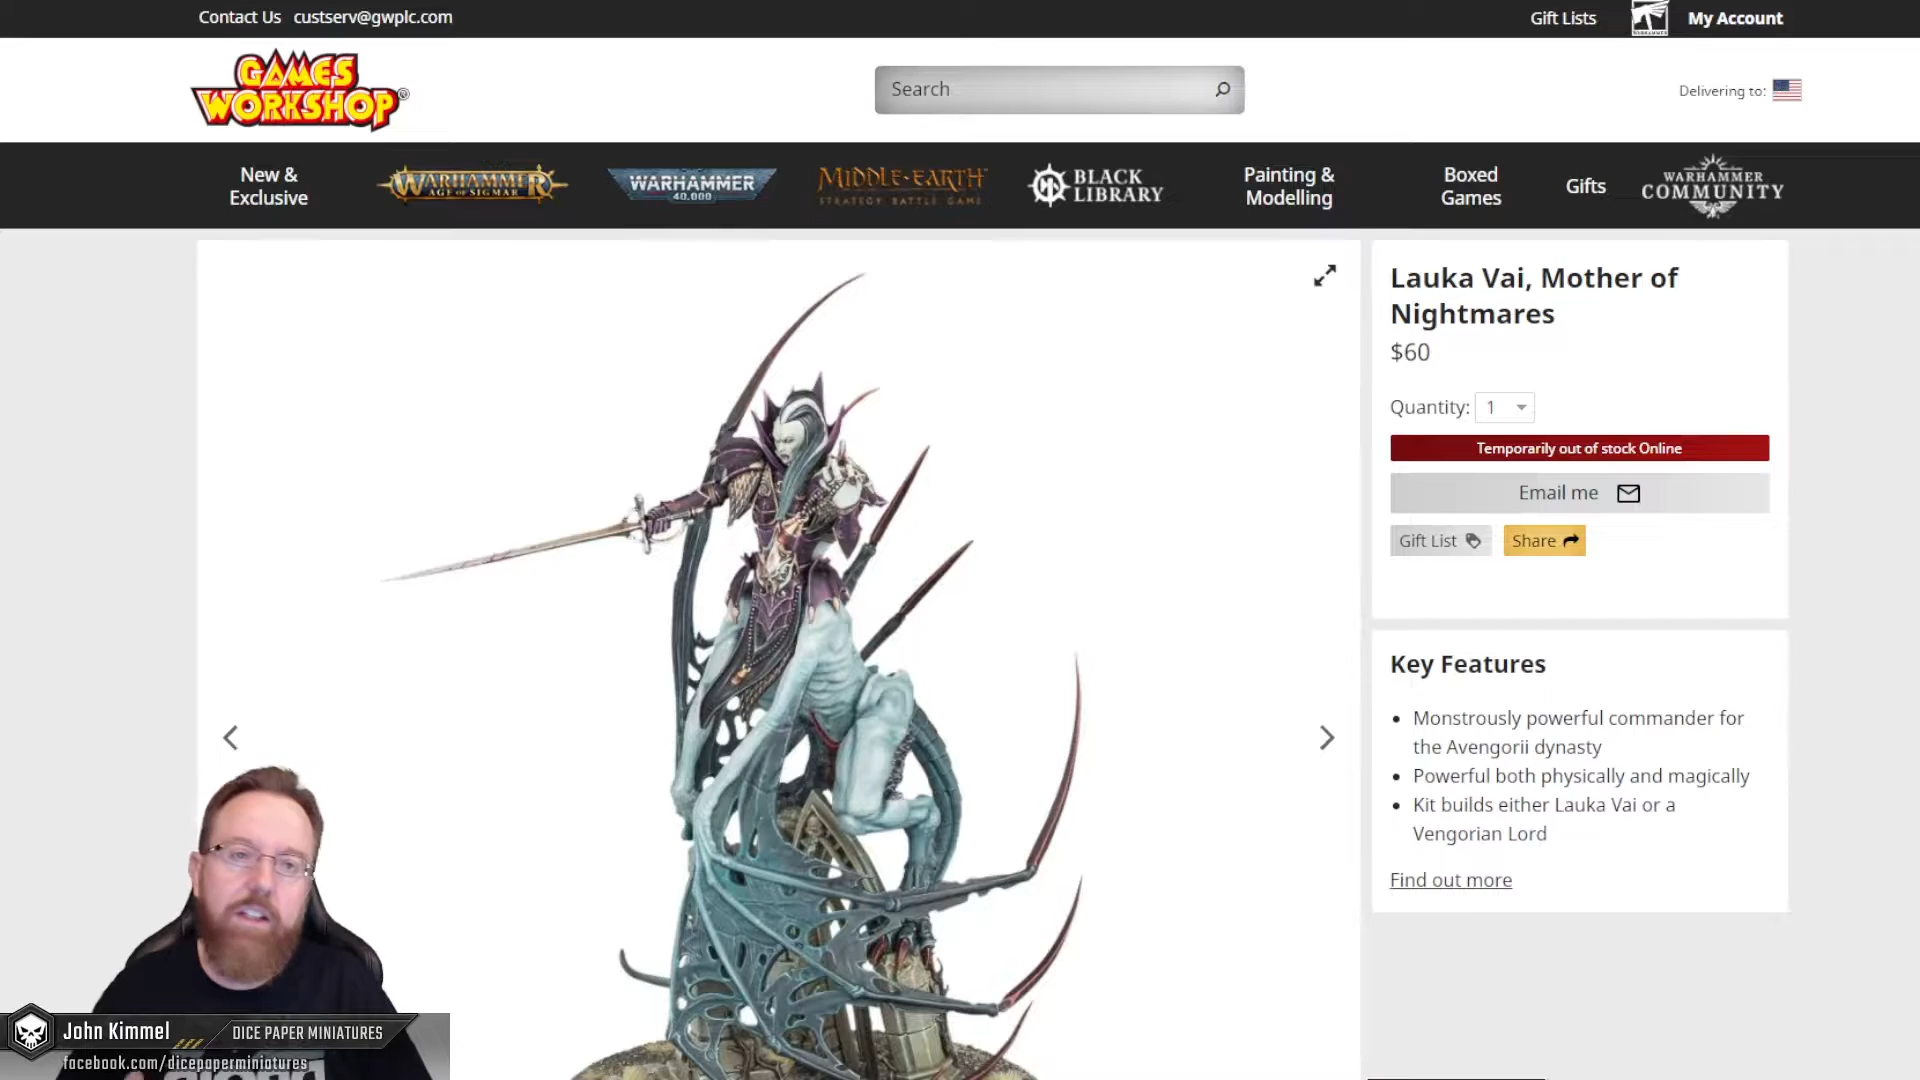 Contact Us custserv@gwplc.com
Gift Lists
My Account
GAMES
WORKSHOP®
Search
Delivering to:
New &
Exclusive
WARHAMMER
AGE OF SIGMAR
WARHAMMER
40,000
MIDDLE-EARTH
STRATEGY BATTLE GAME
BLACK
LIBRARY
Painting &
Modelling
Boxed
Games
Gifts
WARHAMMER
COMMUNITY
Lauka Vai, Mother of
Nightmares
$60
Quantity: 1
Temporarily out of stock Online
Email me
Gift List
Share
Key Features
• Monstrously powerful commander for
the Avengorii dynasty
• Powerful both physically and magically
• Kit builds either Lauka Vai or a
Vengorian Lord
Find out more
John Kimmel
DICE PAPER MINIATURES
facebook.com/dicepaperminiatures